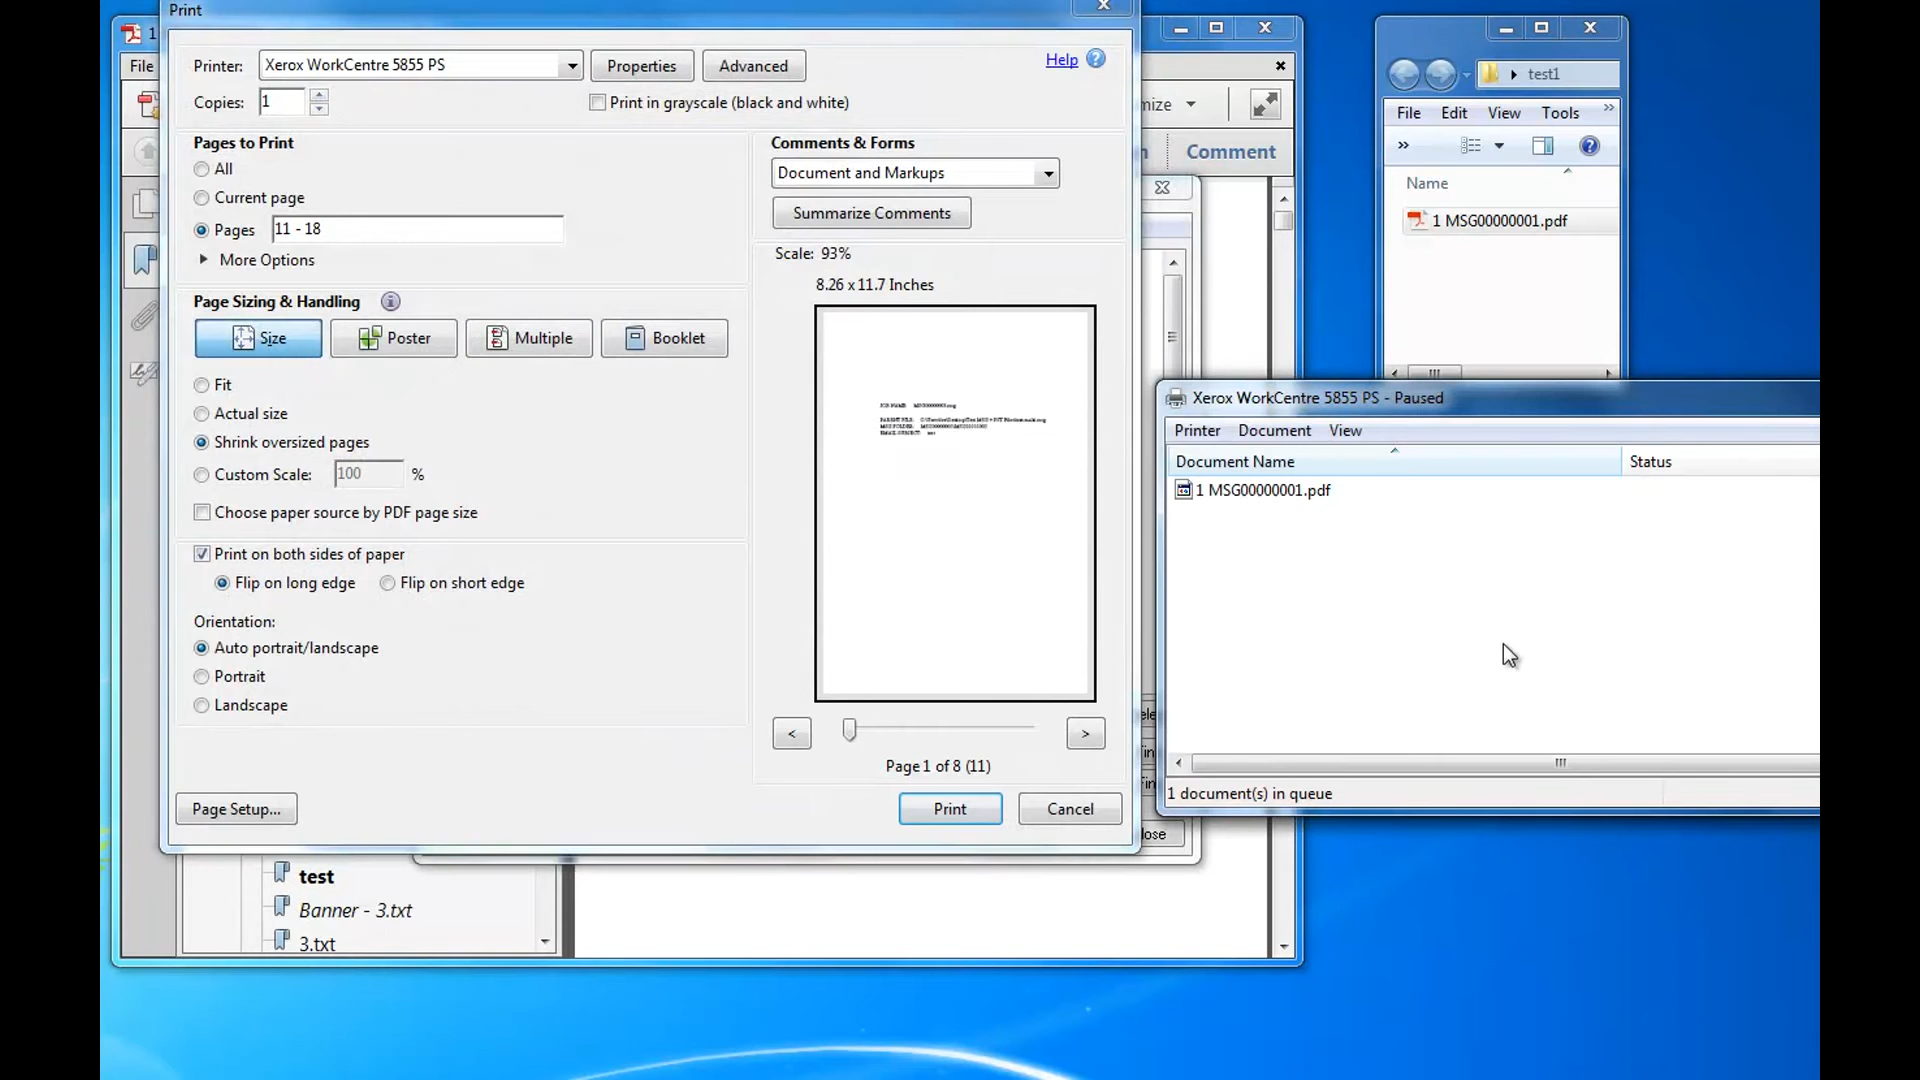 Print
Printer: Xerox WorkCentre 5855 PS Properties Advanced Help
Copies: 1 Print in grayscale (black and white)
Pages to Print
All
Current page
Pages 11 - 18
More Options
Comments & Forms
Document and Markups
Summarize Comments
Scale: 93%
8.26 x 11.7 Inches
Page Sizing & Handling
Size Poster Multiple Booklet
Fit
Actual size
Shrink oversized pages
Custom Scale: 100 %
Choose paper source by PDF page size
Print on both sides of paper
Flip on long edge Flip on short edge
Orientation:
Auto portrait/landscape
Portrait
Landscape
< >
Page 1 of 8 (11)
Page Setup... Print Cancel
1
File
mize
Comment
lose
test
Banner - 3.txt
3.txt
test1
File Edit View Tools »
»
Name
1 MSG00000001.pdf
Xerox WorkCentre 5855 PS - Paused
Printer Document View
Document Name Status
1 MSG00000001.pdf
1 document(s) in queue